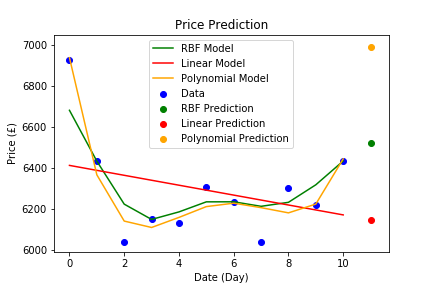 Price Prediction
7000
6800
6600
6400
6200
6000
Price (£)
RBF Model
Linear Model
Polynomial Model
Data
RBF Prediction
Linear Prediction
Polynomial Prediction
0 2 4 6 8 10
Date (Day)